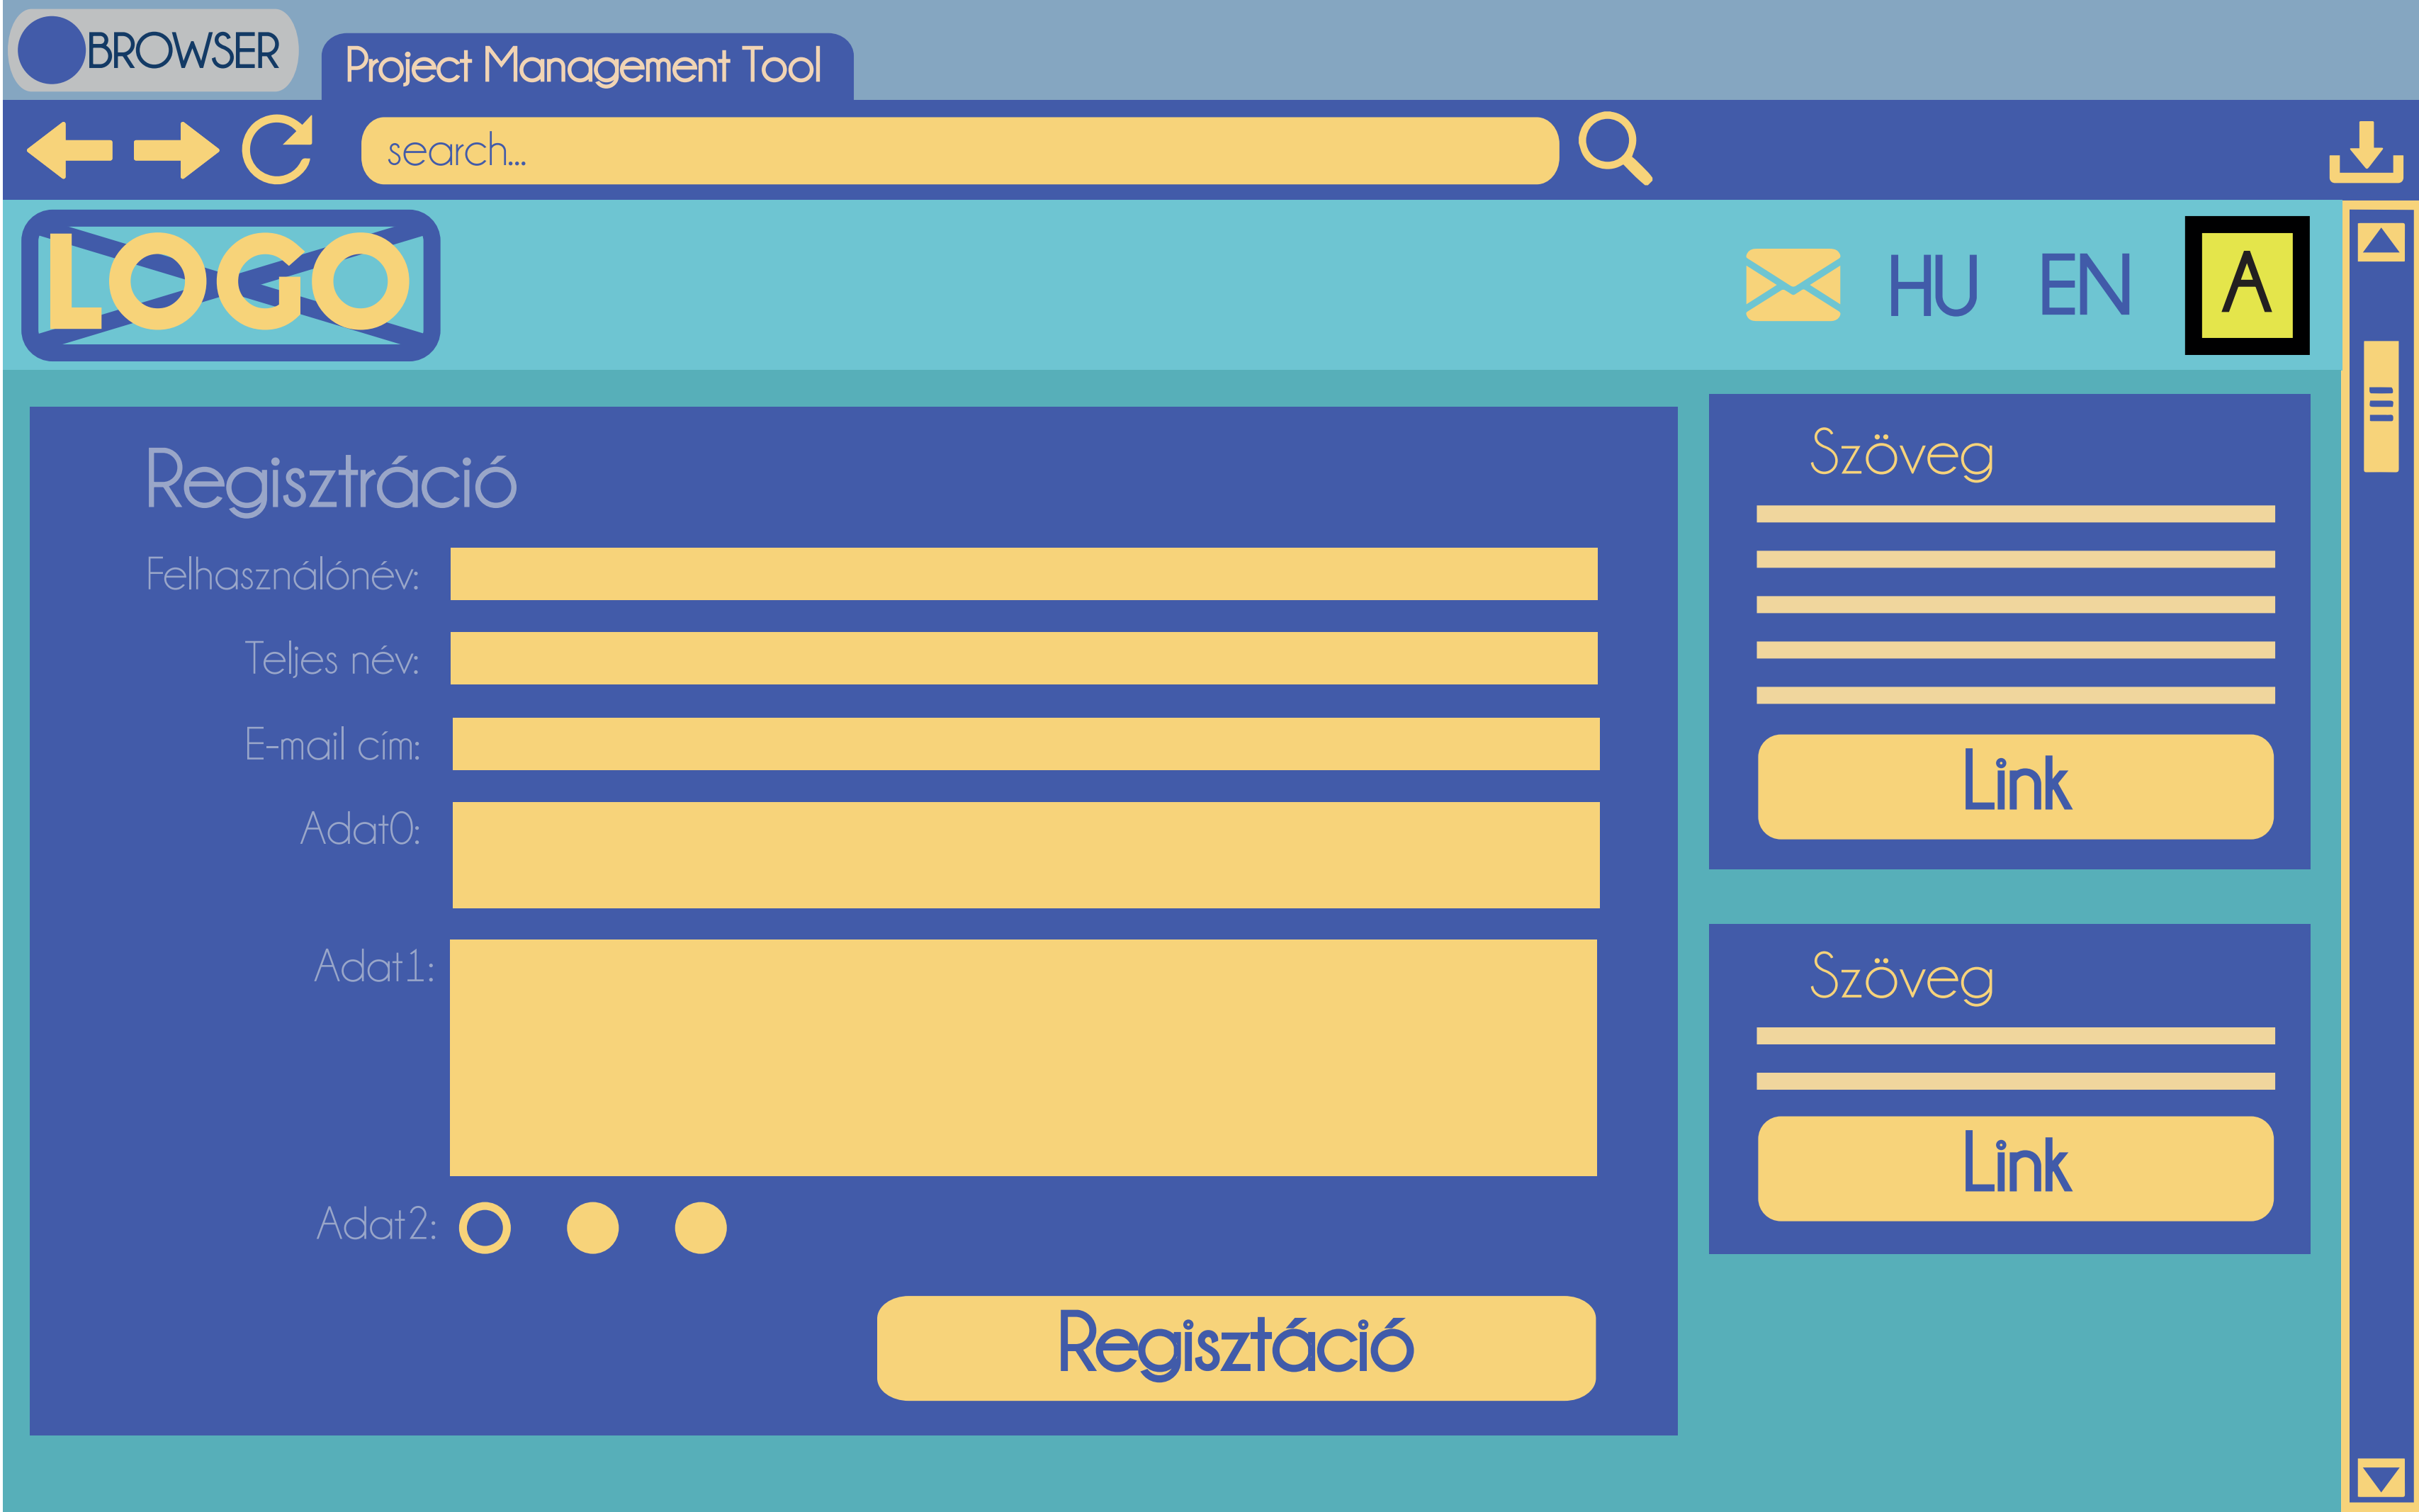 BROWSER
Project Management Tool
search...
LOGO
HU
EN
A
Regisztráció
Felhasználónév:
Teljes név:
E-mail cím:
Adat0:
Adat1:
Adat2:
Regisztáció
Szöveg
Link
Szöveg
Link